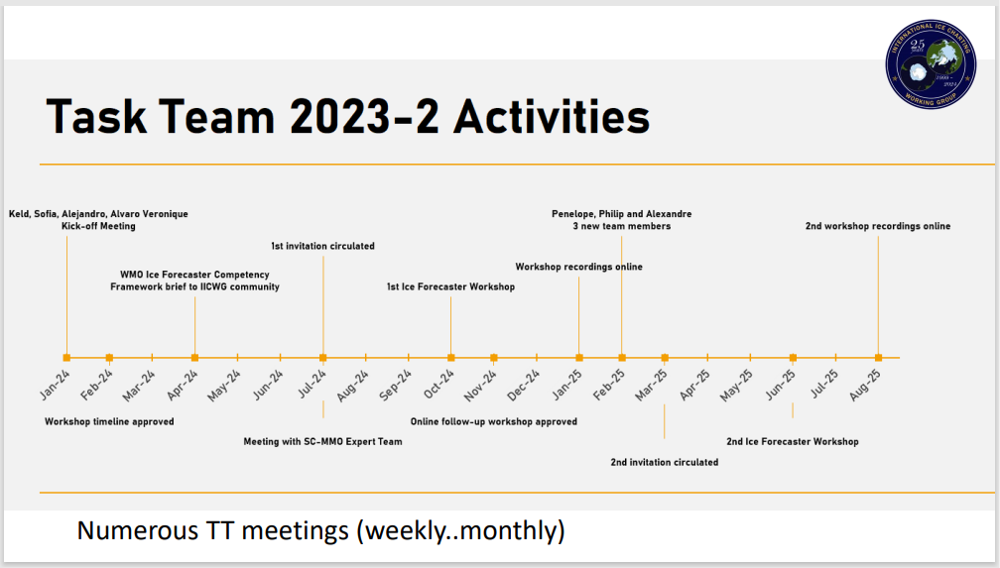 INTERNATIONAL ICE CHARTING
25
YEARS
1999 -
2024
WORKING GROUP
Task Team 2023-2 Activities
Keld, Sofia, Alejandro, Alvaro Veronique
Kick-off Meeting
WMO Ice Forecaster Competency
Framework brief to IICWG community
1st invitation circulated
1st Ice Forecaster Workshop
Workshop recordings online
Penelope, Philip and Alexandre
3 new team members
2nd workshop recordings online
Jan-24
Feb-24
Mar-24
Apr-24
May-24
Jun-24
Jul-24
Aug-24
Sep-24
Oct-24
Nov-24
Dec-24
Jan-25
Feb-25
Mar-25
Apr-25
May-25
Jun-25
Jul-25
Aug-25
Workshop timeline approved
Meeting with SC-MMO Expert Team
Online follow-up workshop approved
2nd invitation circulated
2nd Ice Forecaster Workshop
Numerous TT meetings (weekly..monthly)